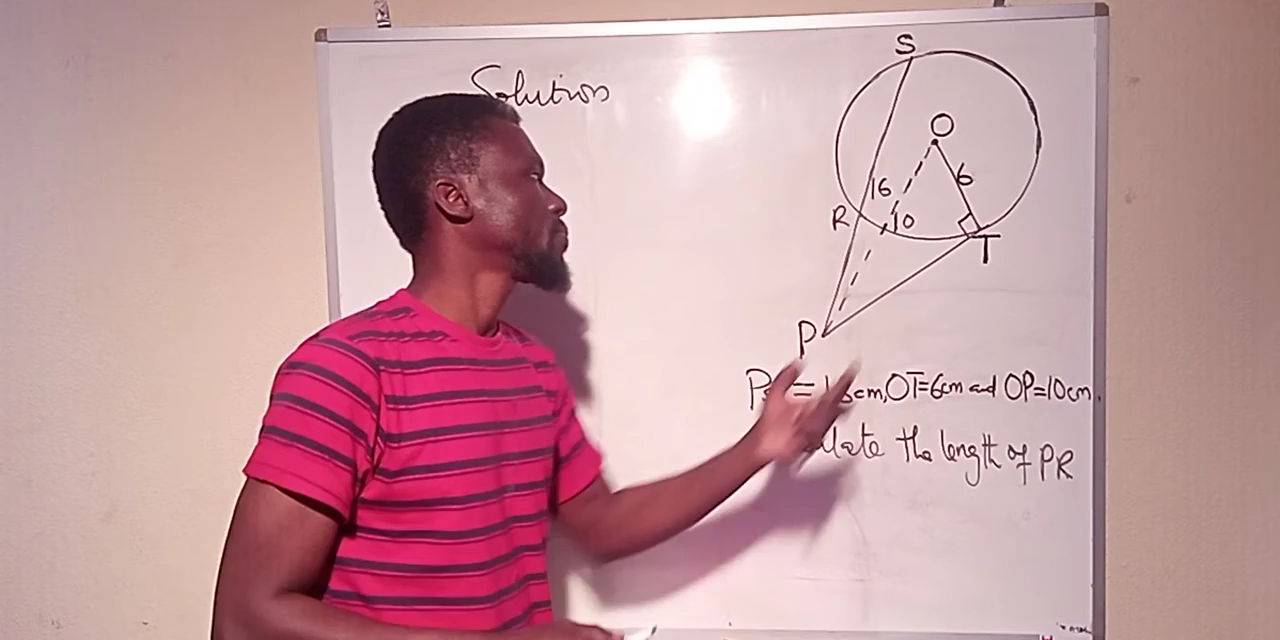 Solution
S
O
6
16
R
10
T
P
= cm, OT=6cm and OP=10cm.
the length of PR